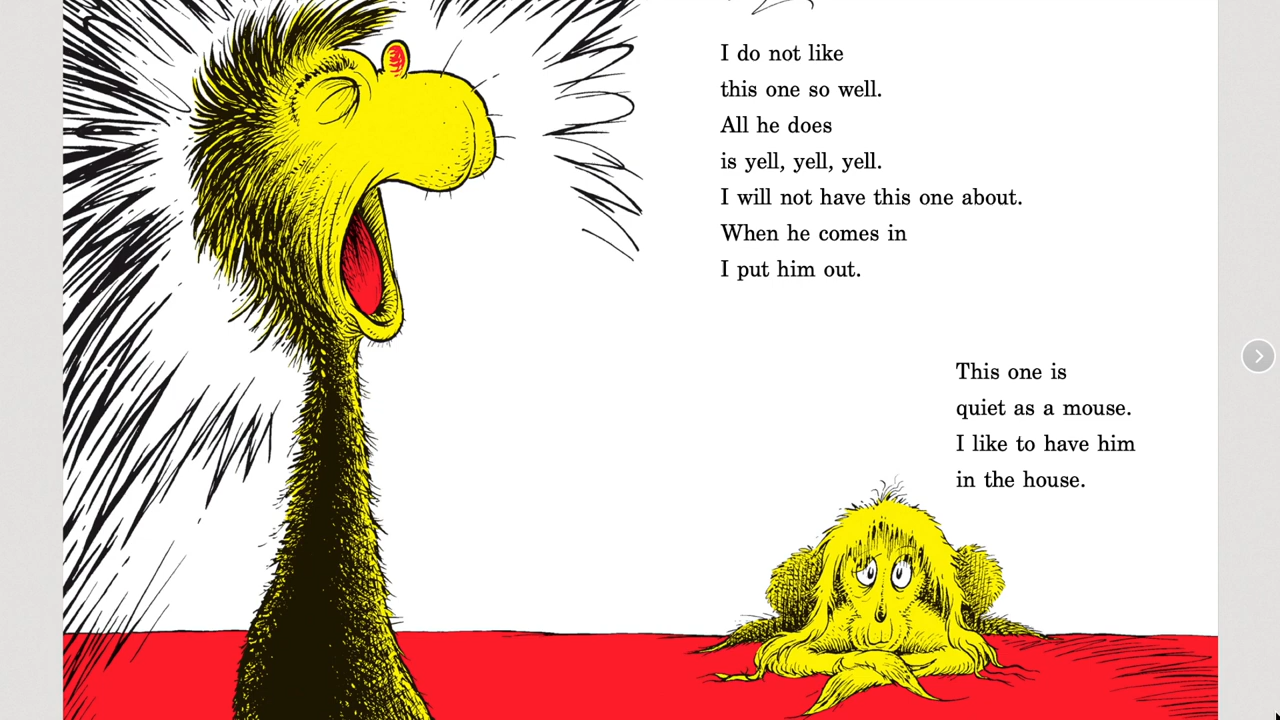 I do not like
this one so well.
All he does
is yell, yell, yell.
I will not have this one about.
When he comes in
I put him out.
This one is
quiet as a mouse.
I like to have him
in the house.